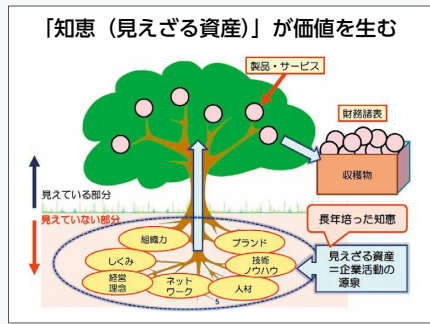 「知恵（見えざる資産）」が価値を生む
製品・サービス
財務諸表
収穫物
見えている部分
見えていない部分
長年培った知恵
組織力
ブランド
しくみ
技術
ノウハウ
経営
理念
ネット
ワーク
人材
見えざる資産
＝企業活動の
源泉
5